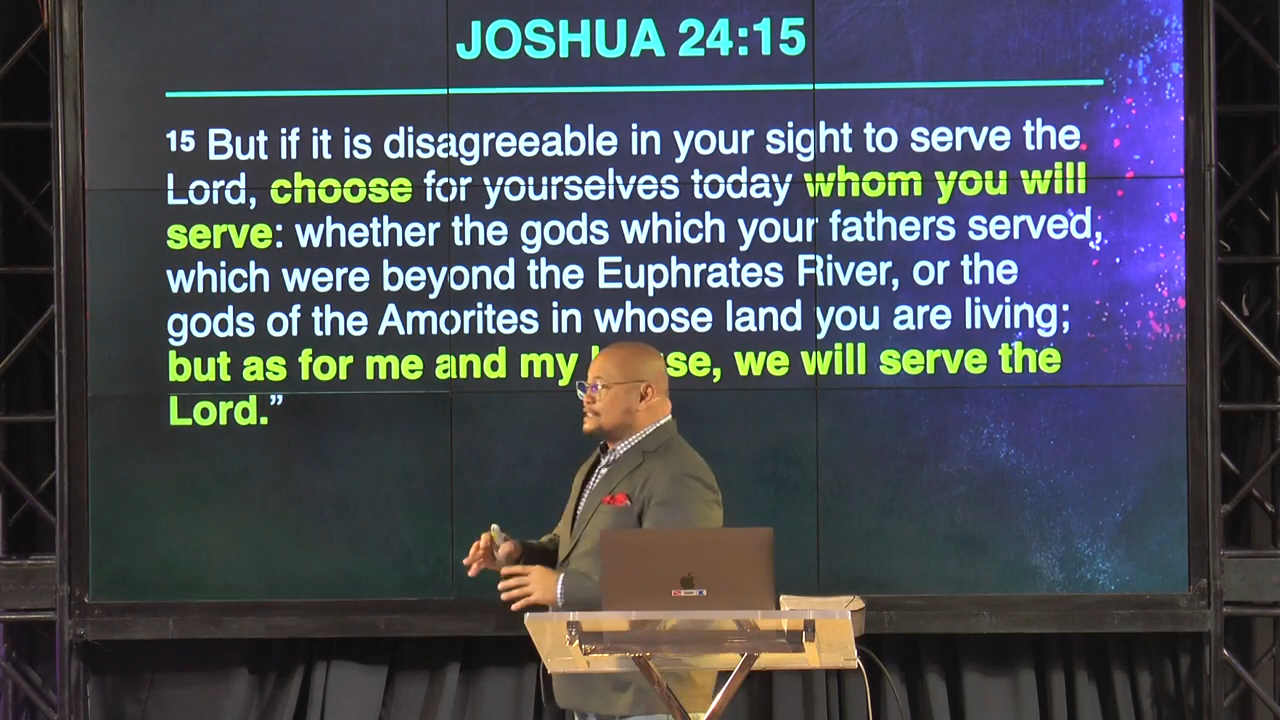 JOSHUA 24:15
15 But if it is disagreeable in your sight to serve the
Lord, choose for yourselves today whom you will
serve: whether the gods which your fathers served,
which were beyond the Euphrates River, or the
gods of the Amorites in whose land you are living;
but as for me and my house, we will serve the
Lord.”